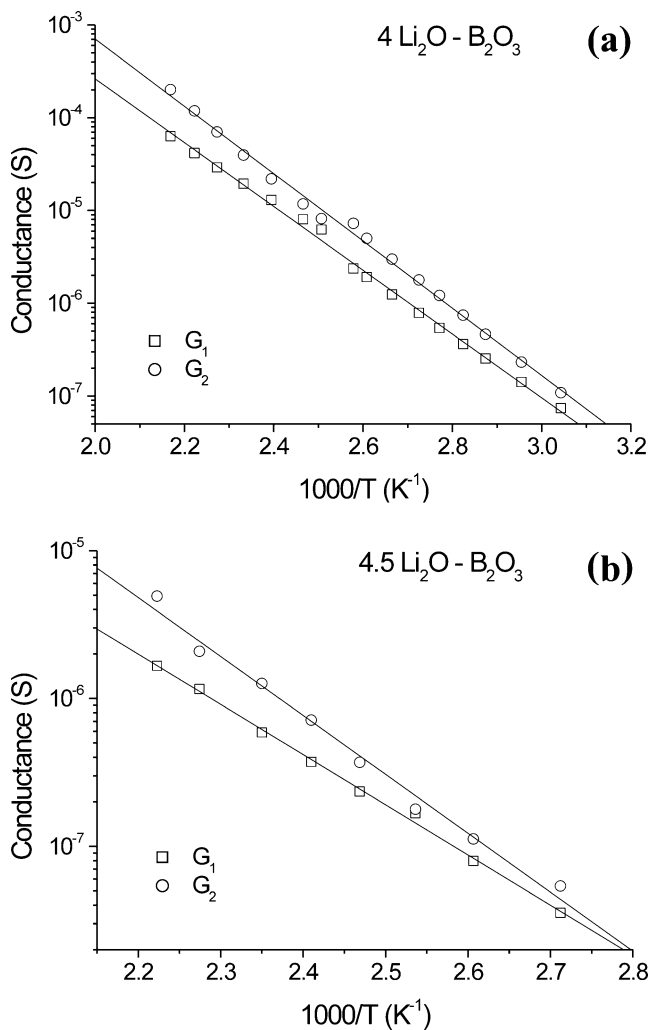 4 Li₂O - B₂O₃ (a)
10⁻³
10⁻⁴
10⁻⁵
10⁻⁶
10⁻⁷
Conductance (S)
G₁
G₂
2.0 2.2 2.4 2.6 2.8 3.0 3.2
1000/T (K⁻¹)
4.5 Li₂O - B₂O₃ (b)
10⁻⁵
10⁻⁶
10⁻⁷
Conductance (S)
G₁
G₂
2.2 2.3 2.4 2.5 2.6 2.7 2.8
1000/T (K⁻¹)